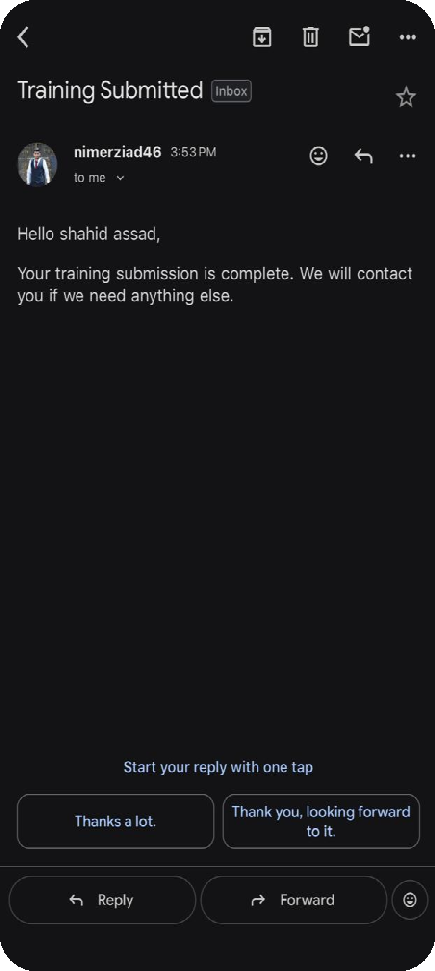 Training Submitted Inbox
nimerziad46 3:53 PM
to me
Hello shahid assad,
Your training submission is complete. We will contact
you if we need anything else.
Start your reply with one tap
Thanks a lot.
Thank you, looking forward
to it.
Reply
Forward